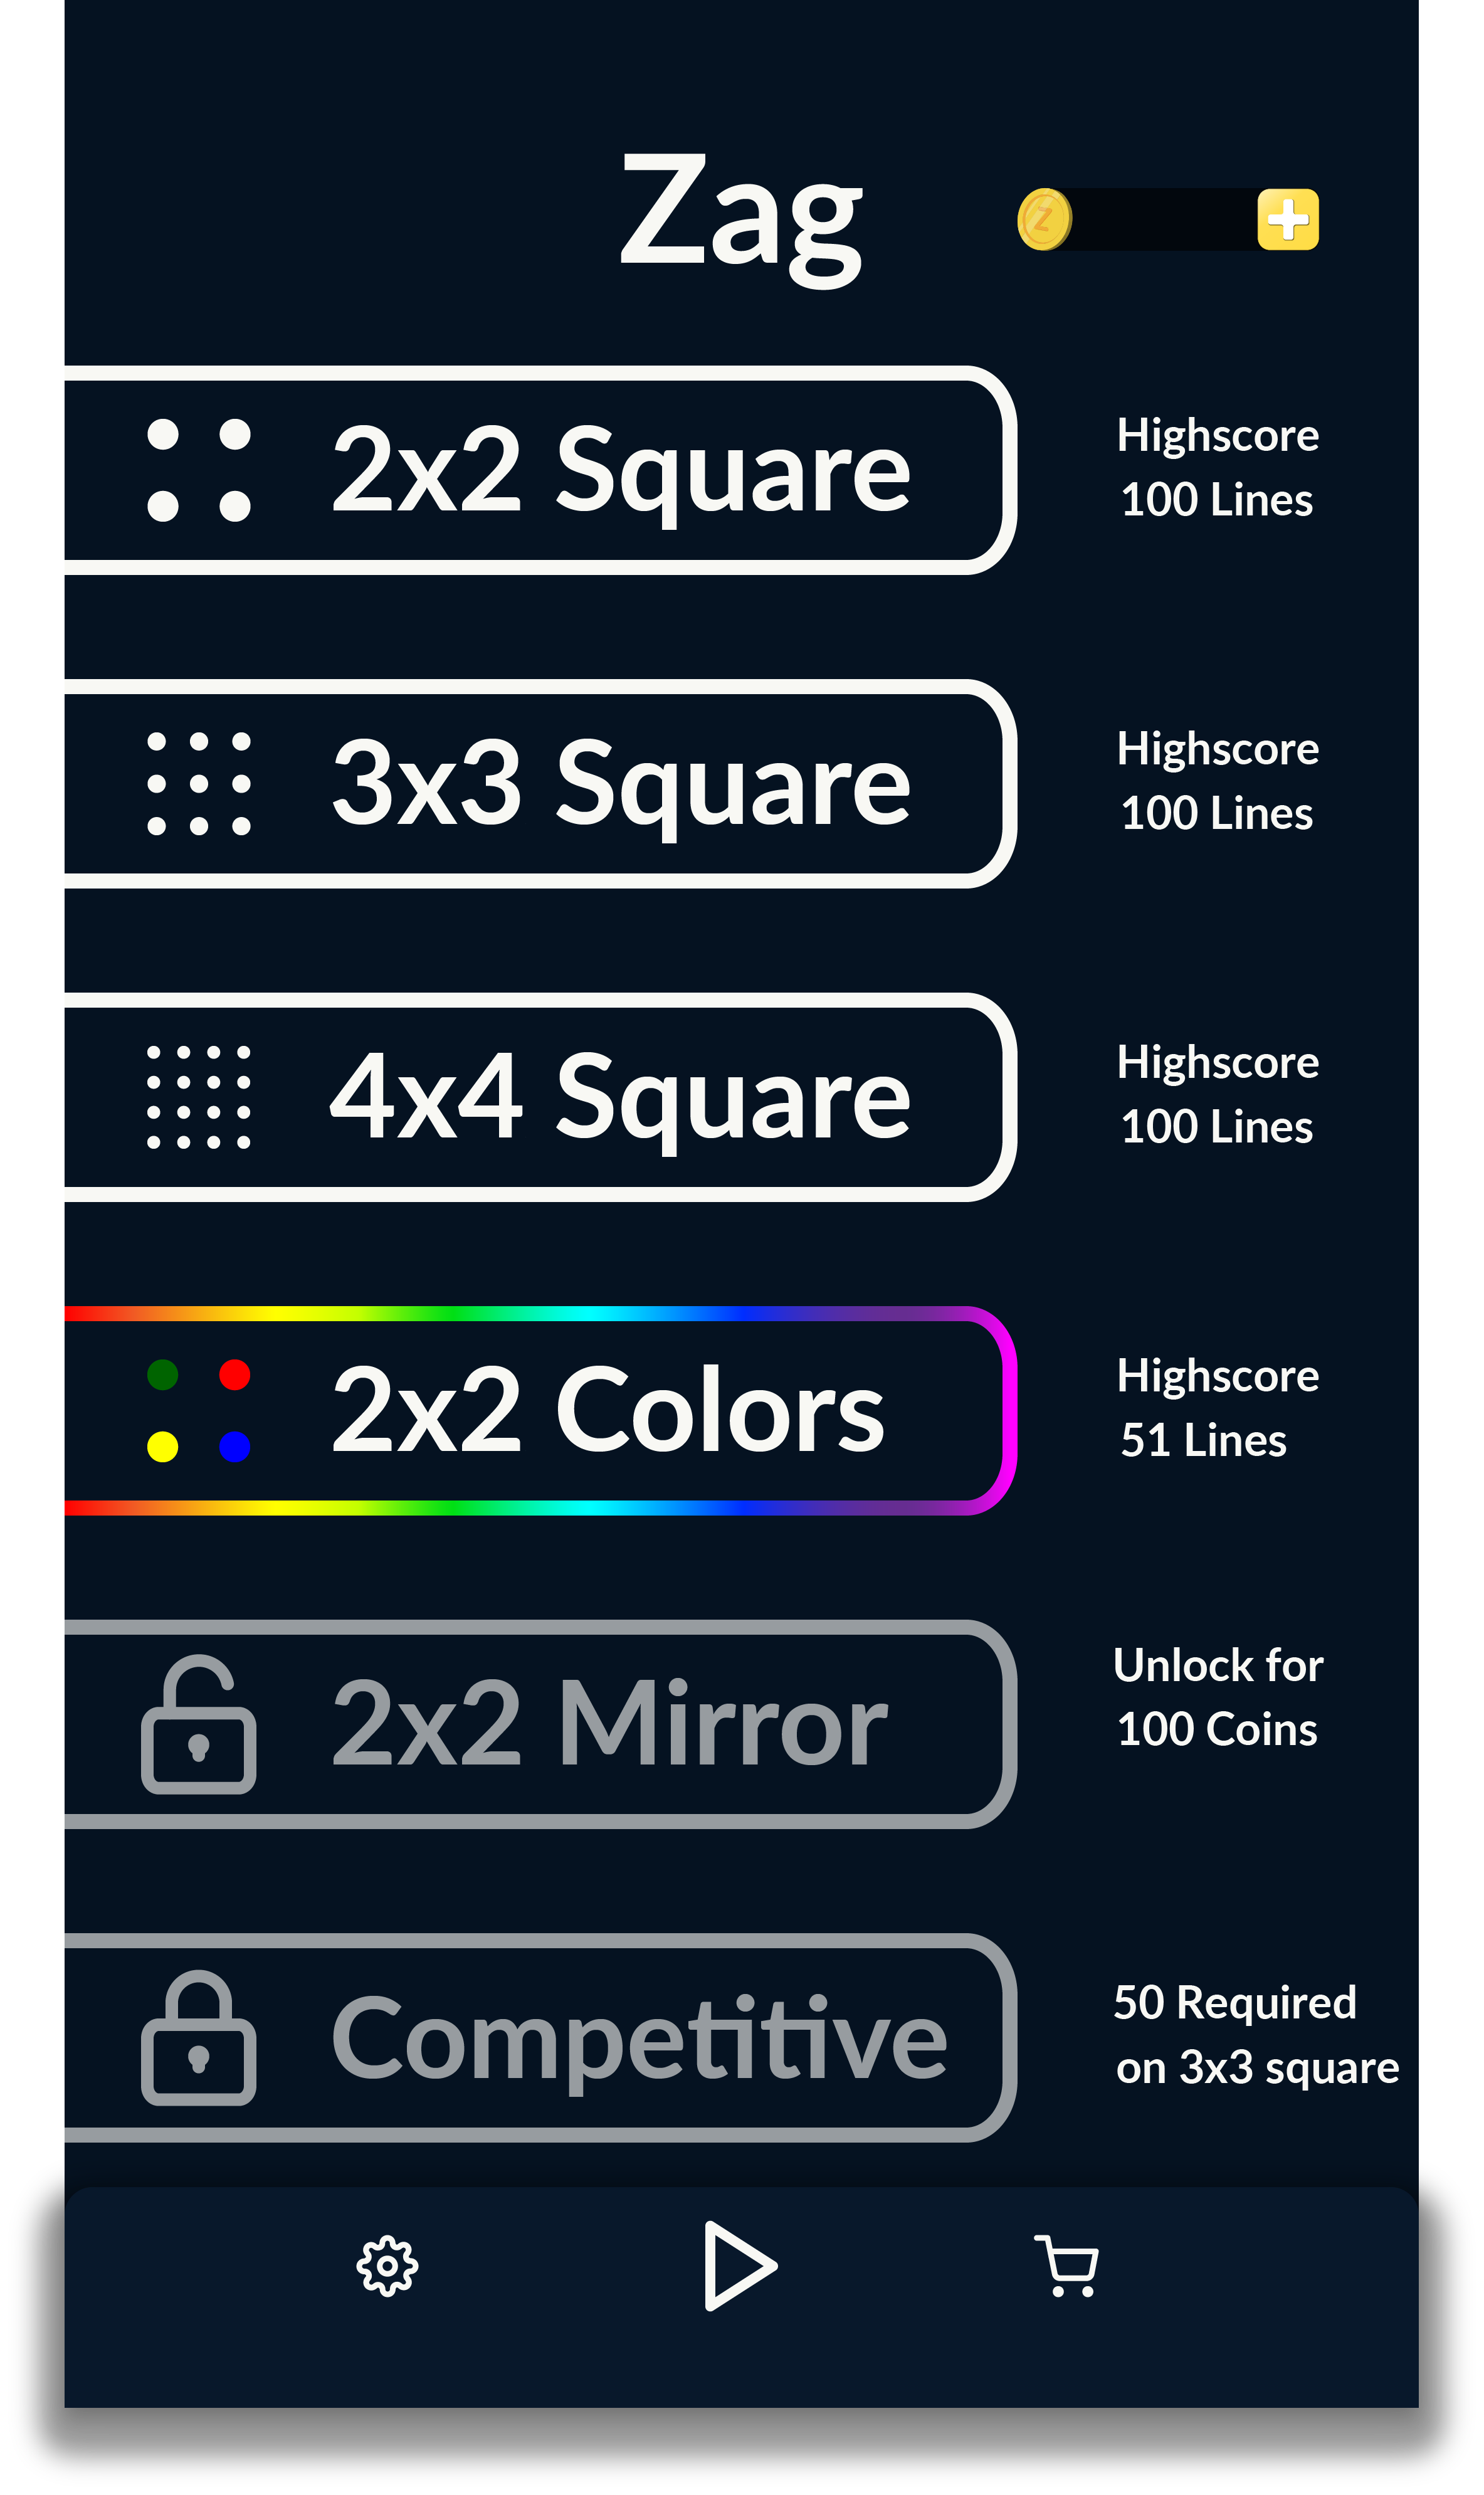 Zag
Z
2x2 Square
Highscore
100 Lines
3x3 Square
Highscore
100 Lines
4x4 Square
Highscore
100 Lines
2x2 Colors
Highscore
51 Lines
2x2 Mirror
Unlock for
100 Coins
Competitive
50 Required
on 3x3 square